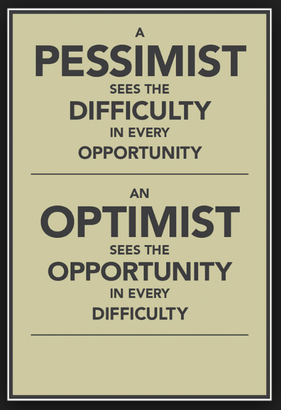 A
PESSIMIST
SEES THE
DIFFICULTY
IN EVERY
OPPORTUNITY
AN
OPTIMIST
SEES THE
OPPORTUNITY
IN EVERY
DIFFICULTY